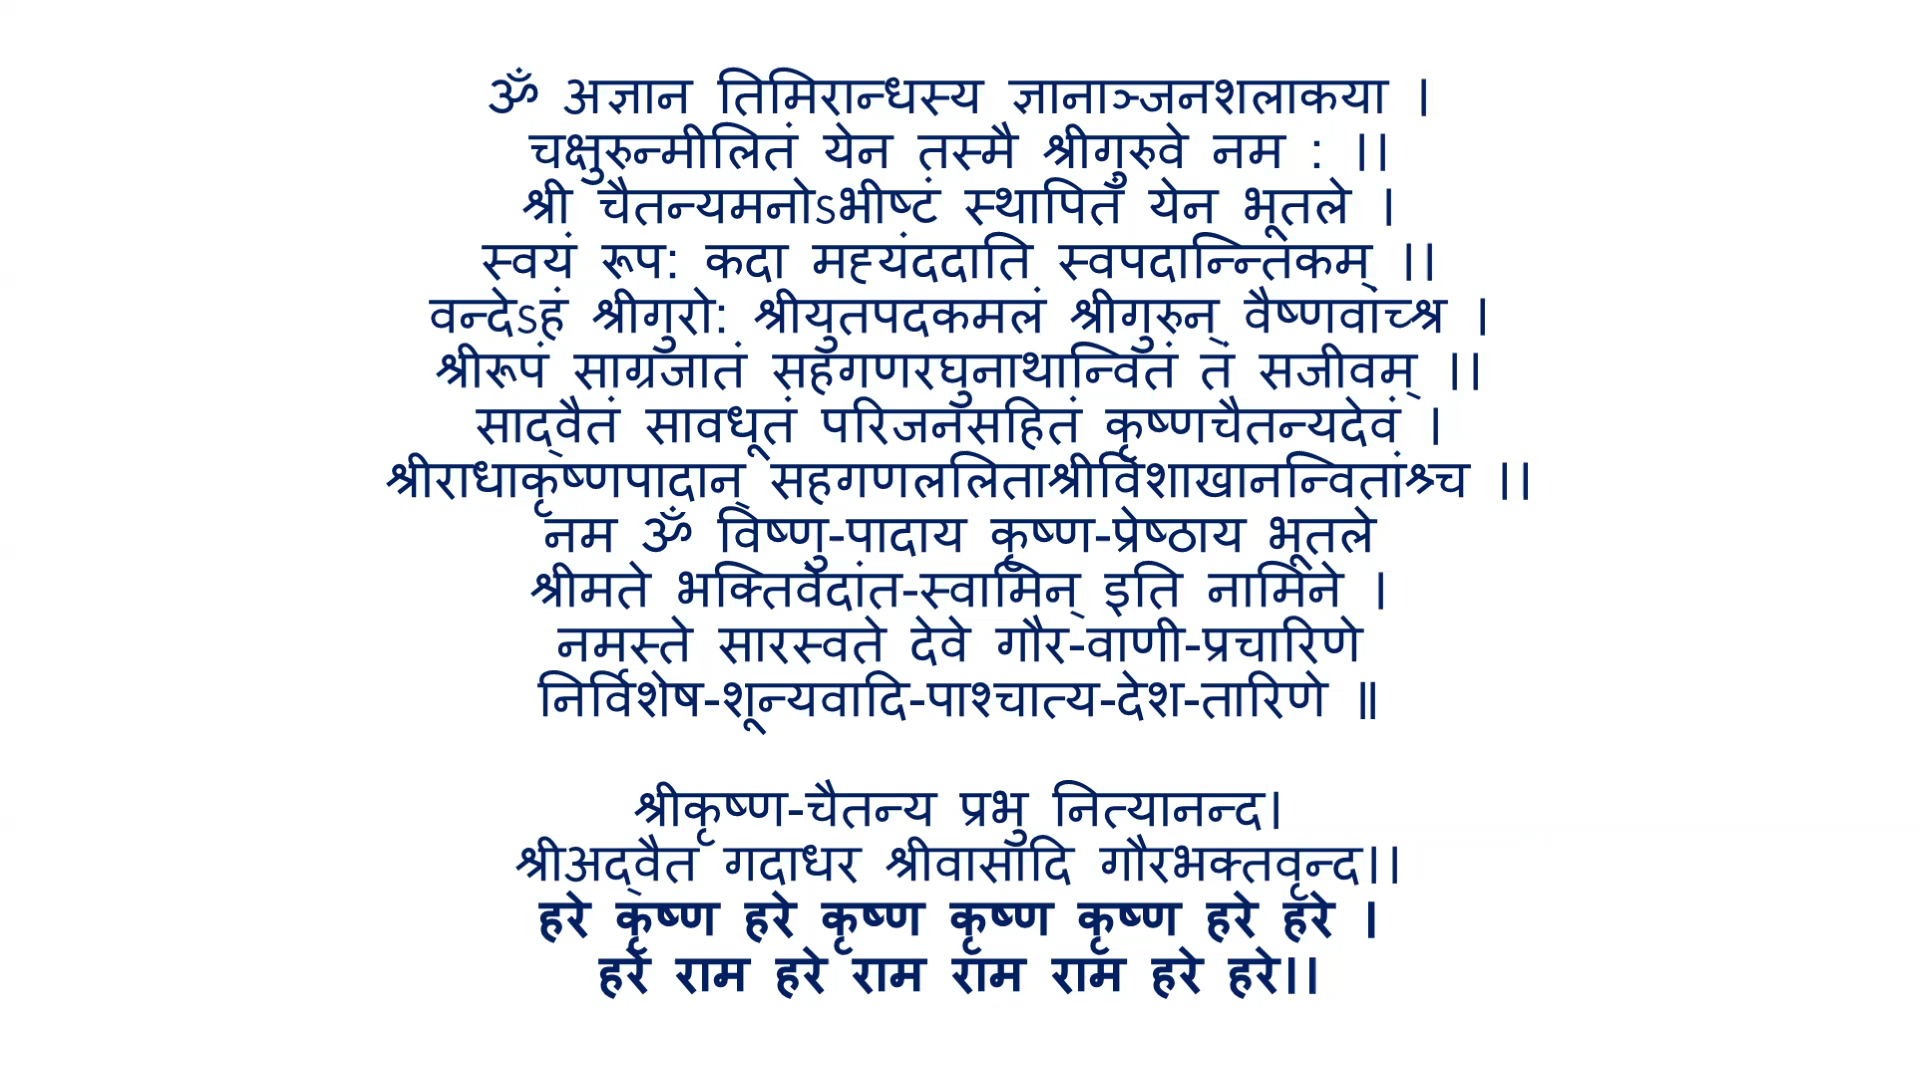 ॐ अज्ञान तिमिरान्धस्य ज्ञानाञ्जनशलाकया ।
चक्षुरुन्मीलितं येन तस्मै श्रीगुरुवे नम : ।।
श्री चैतन्यमनोऽभीष्टं स्थापितं येन भूतले ।
स्वयं रूप: कदा मह्यंददाति स्वपदान्न्तिकम् ।।
वन्देऽहं श्रीगुरो: श्रीयुतपदकमलं श्रीगुरुन् वैष्णवांच्श्र ।
श्रीरूपं साग्रजातं सहगणरघुनाथान्वितं तं सजीवम् ।।
साद्वैतं सावधूतं परिजनसहितं कृष्णचैतन्यदेवं ।
श्रीराधाकृष्णपादान् सहगणललिताश्रीविशाखानन्वितांश्र्च ।।
नम ॐ विष्णु-पादाय कृष्ण-प्रेष्ठाय भूतले
श्रीमते भक्तिवेदांत-स्वामिन् इति नामिने ।
नमस्ते सारस्वते देवे गौर-वाणी-प्रचारिणे
निर्विशेष-शून्यवादि-पाश्चात्य-देश-तारिणे ॥
श्रीकृष्ण-चैतन्य प्रभु नित्यानन्द।
श्रीअद्वैत गदाधर श्रीवासादि गौरभक्तवृन्द।।
हरे कृष्ण हरे कृष्ण कृष्ण कृष्ण हरे हरे ।
हरे राम हरे राम राम राम हरे हरे।।